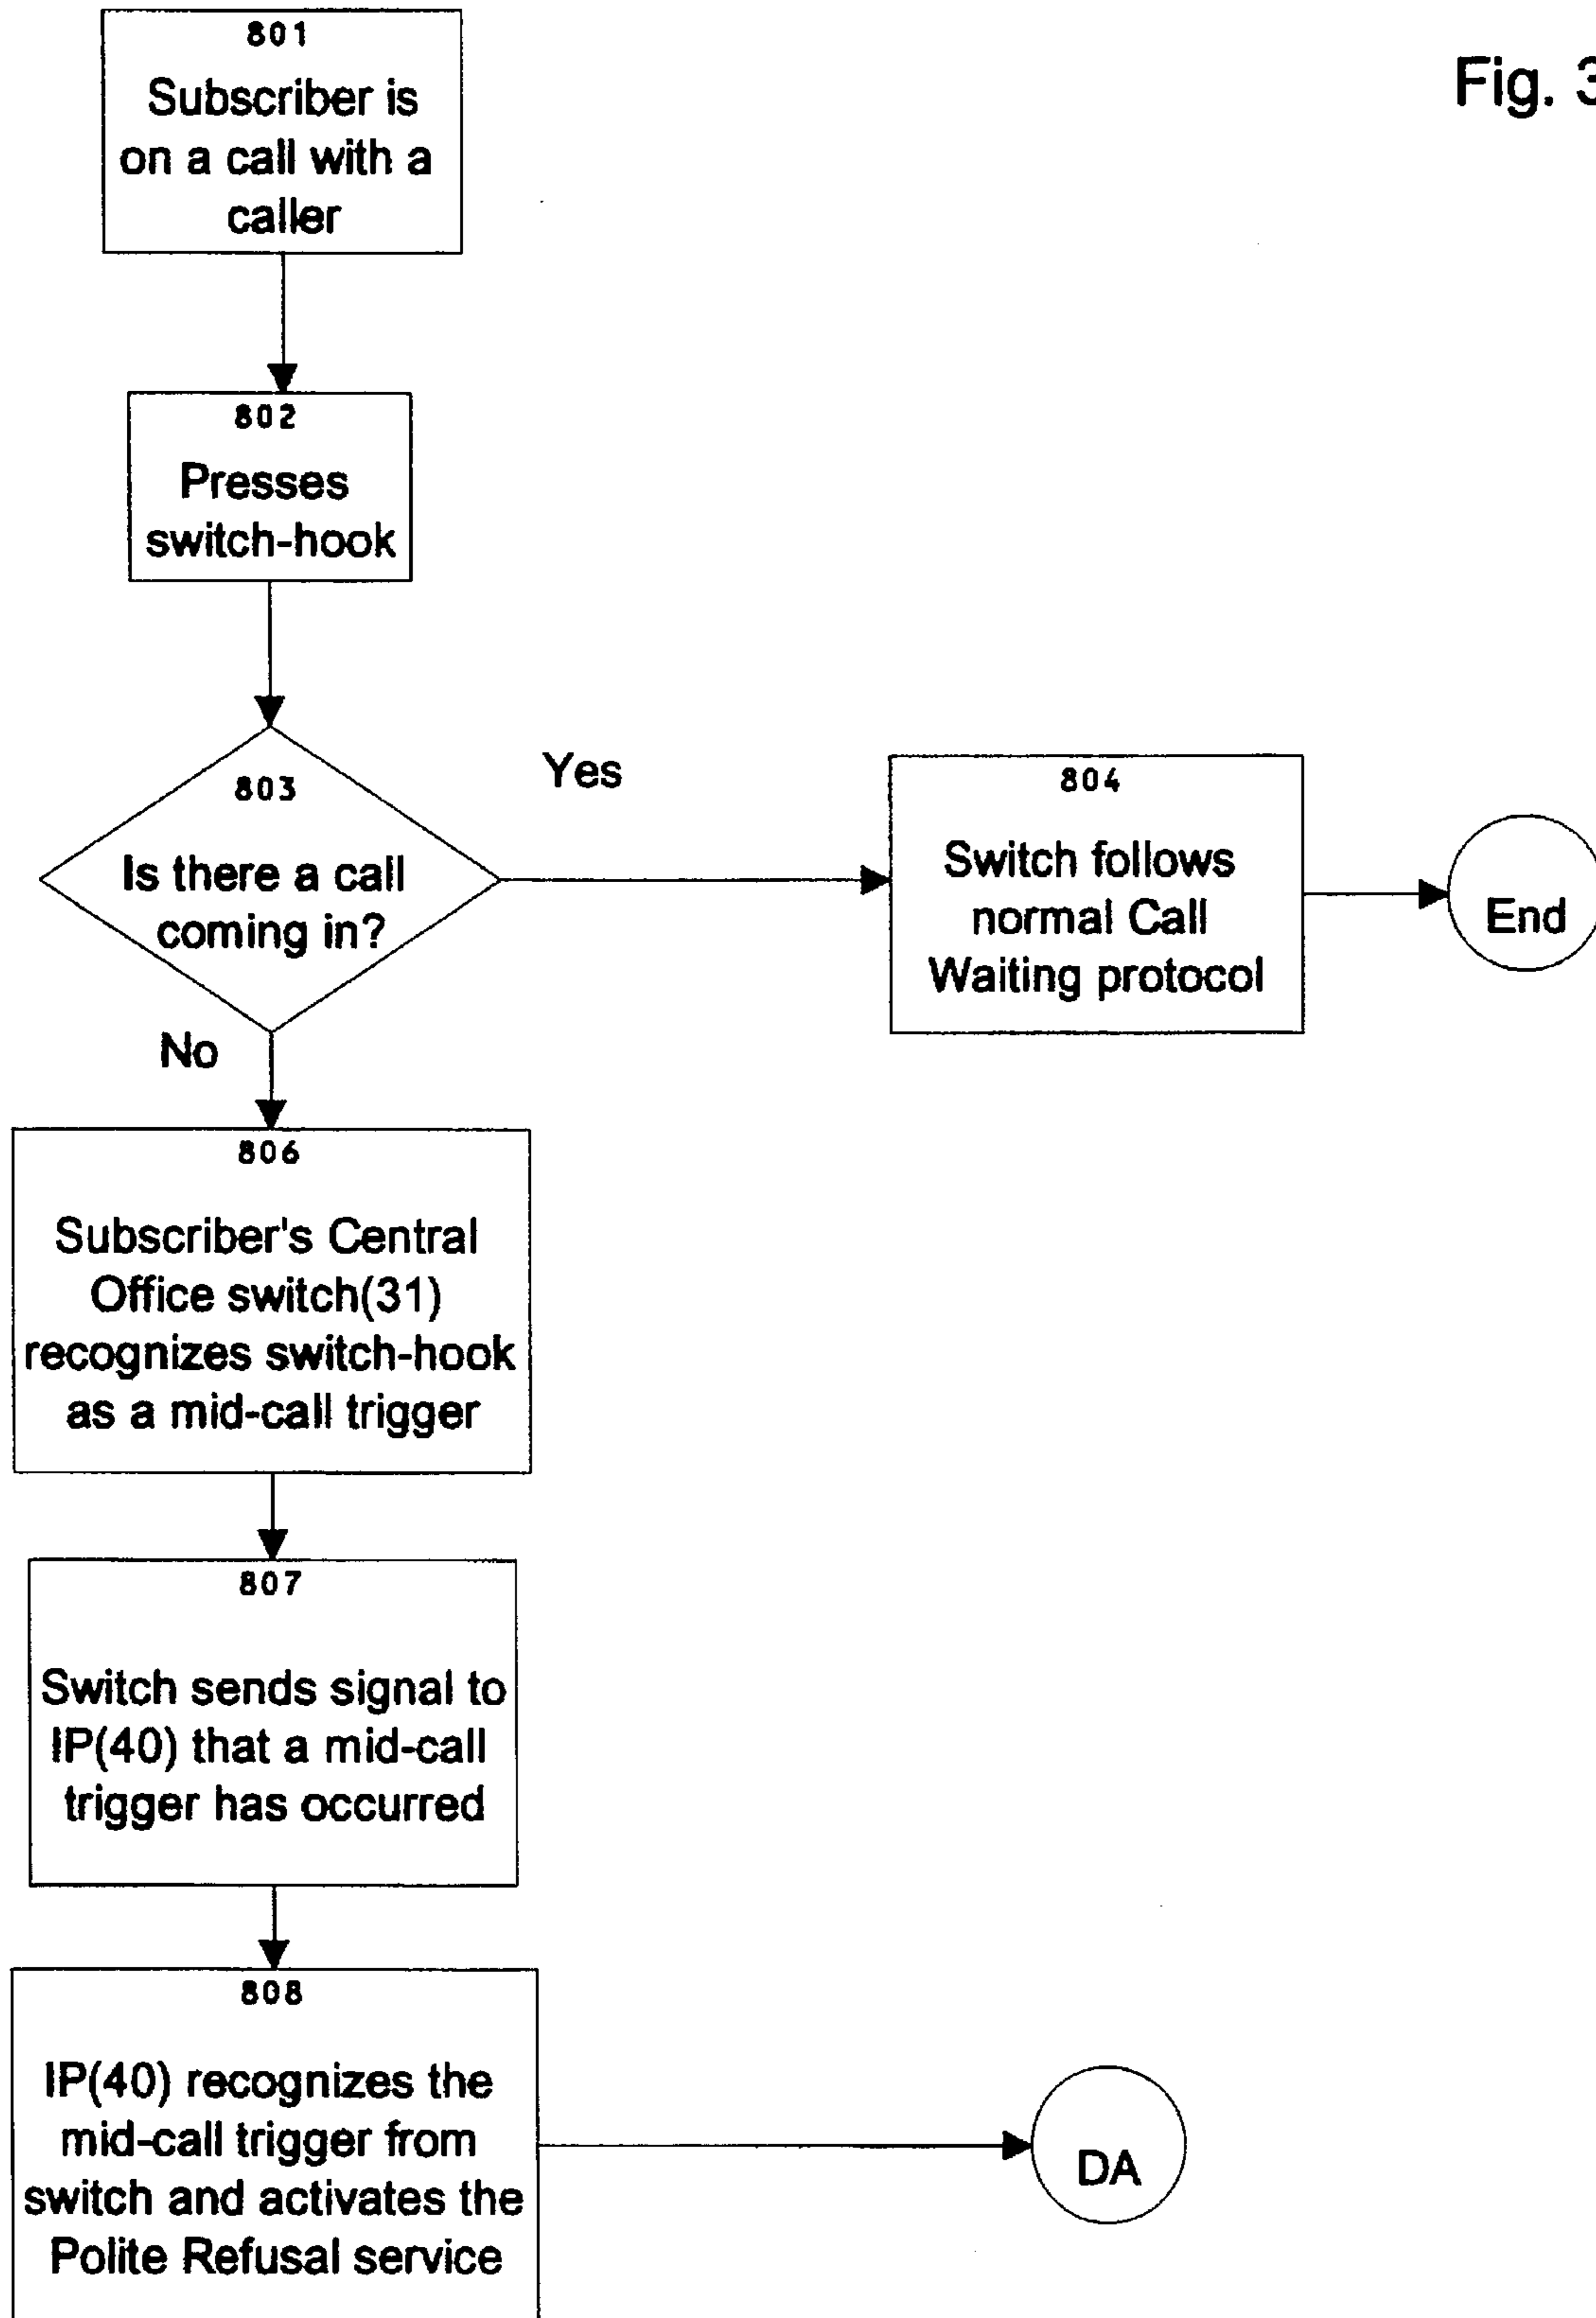 Fig. 3
801
Subscriber is
on a call with a
caller
802
Presses
switch-hook
803
Is there a call
coming in?
Yes
804
Switch follows
normal Call
Waiting protocol
End
No
806
Subscriber's Central
Office switch(31)
recognizes switch-hook
as a mid-call trigger
807
Switch sends signal to
IP(40) that a mid-call
trigger has occurred
808
IP(40) recognizes the
mid-call trigger from
switch and activates the
Polite Refusal service
DA